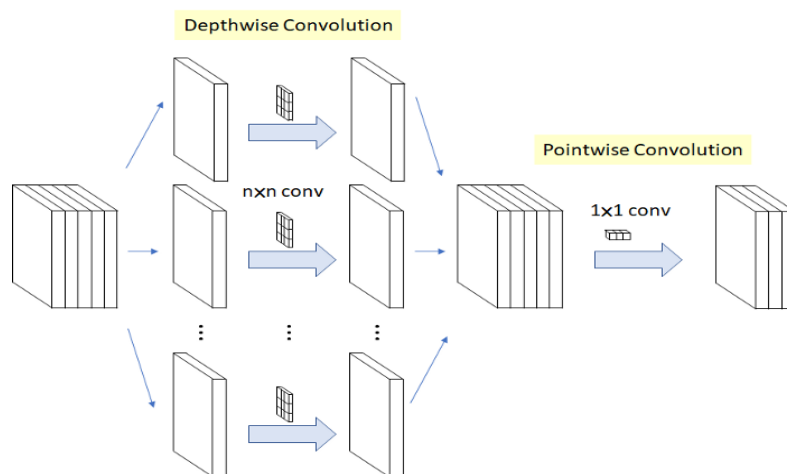 Depthwise Convolution
Pointwise Convolution
n×n conv
1×1 conv